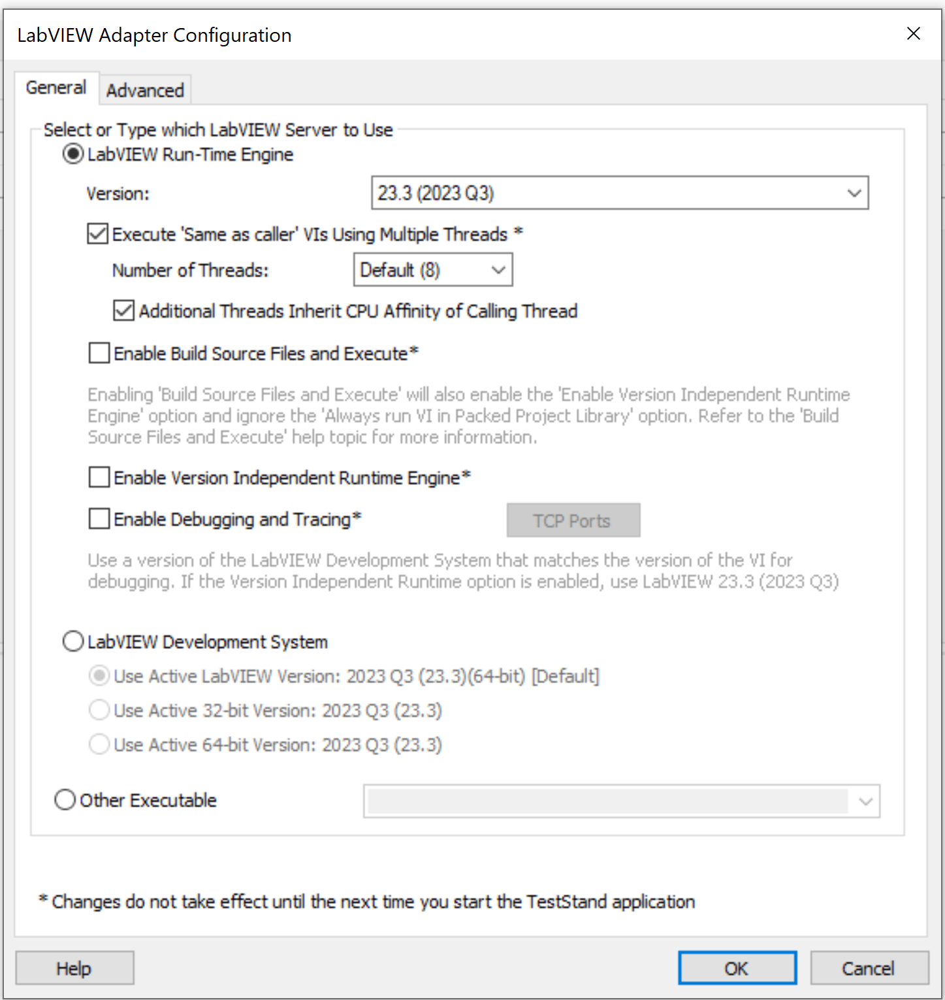 LabVIEW Adapter Configuration
General
Advanced
Select or Type which LabVIEW Server to Use
LabVIEW Run-Time Engine
Version:
23.3 (2023 Q3)
Execute 'Same as caller' VIs Using Multiple Threads *
Number of Threads:
Default (8)
Additional Threads Inherit CPU Affinity of Calling Thread
Enable Build Source Files and Execute*
Enabling 'Build Source Files and Execute' will also enable the 'Enable Version Independent Runtime
Engine' option and ignore the 'Always run VI in Packed Project Library' option. Refer to the 'Build
Source Files and Execute' help topic for more information.
Enable Version Independent Runtime Engine*
Enable Debugging and Tracing*
TCP Ports
Use a version of the LabVIEW Development System that matches the version of the VI for
debugging. If the Version Independent Runtime option is enabled, use LabVIEW 23.3 (2023 Q3)
LabVIEW Development System
Use Active LabVIEW Version: 2023 Q3 (23.3)(64-bit) [Default]
Use Active 32-bit Version: 2023 Q3 (23.3)
Use Active 64-bit Version: 2023 Q3 (23.3)
Other Executable
* Changes do not take effect until the next time you start the TestStand application
Help
OK
Cancel